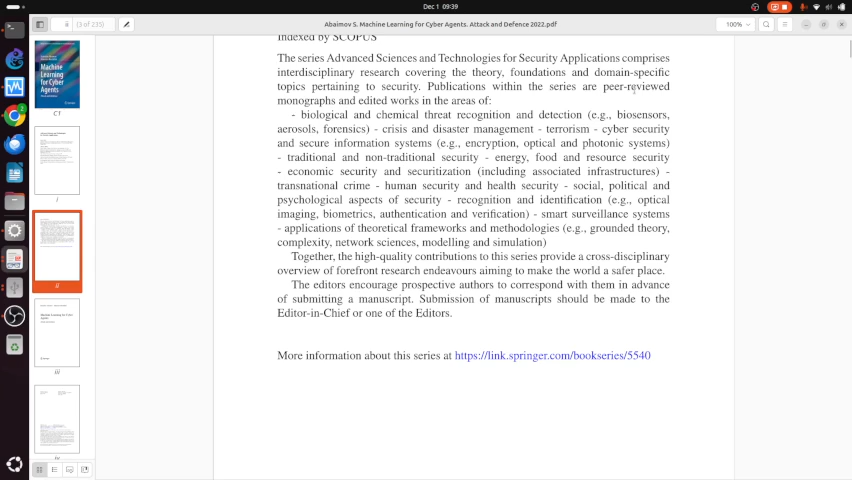 Dec 1 09:39
(3 of 235)
Abaimov S. Machine Learning for Cyber Agents. Attack and Defence 2022.pdf
100%
Indexed by SCOPUS
The series Advanced Sciences and Technologies for Security Applications comprises
interdisciplinary research covering the theory, foundations and domain-specific
topics pertaining to security. Publications within the series are peer-reviewed
monographs and edited works in the areas of:
- biological and chemical threat recognition and detection (e.g., biosensors,
aerosols, forensics) - crisis and disaster management - terrorism - cyber security
and secure information systems (e.g., encryption, optical and photonic systems)
- traditional and non-traditional security - energy, food and resource security
- economic security and securitization (including associated infrastructures) -
transnational crime - human security and health security - social, political and
psychological aspects of security - recognition and identification (e.g., optical
imaging, biometrics, authentication and verification) - smart surveillance systems
- applications of theoretical frameworks and methodologies (e.g., grounded theory,
complexity, network sciences, modelling and simulation)
Together, the high-quality contributions to this series provide a cross-disciplinary
overview of forefront research endeavours aiming to make the world a safer place.
The editors encourage prospective authors to correspond with them in advance
of submitting a manuscript. Submission of manuscripts should be made to the
Editor-in-Chief or one of the Editors.
More information about this series at https://link.springer.com/bookseries/5540
Machine
Learning
for Cyber
Agents
C1
i
ii
Machine Learning for Cyber
Agents
iii